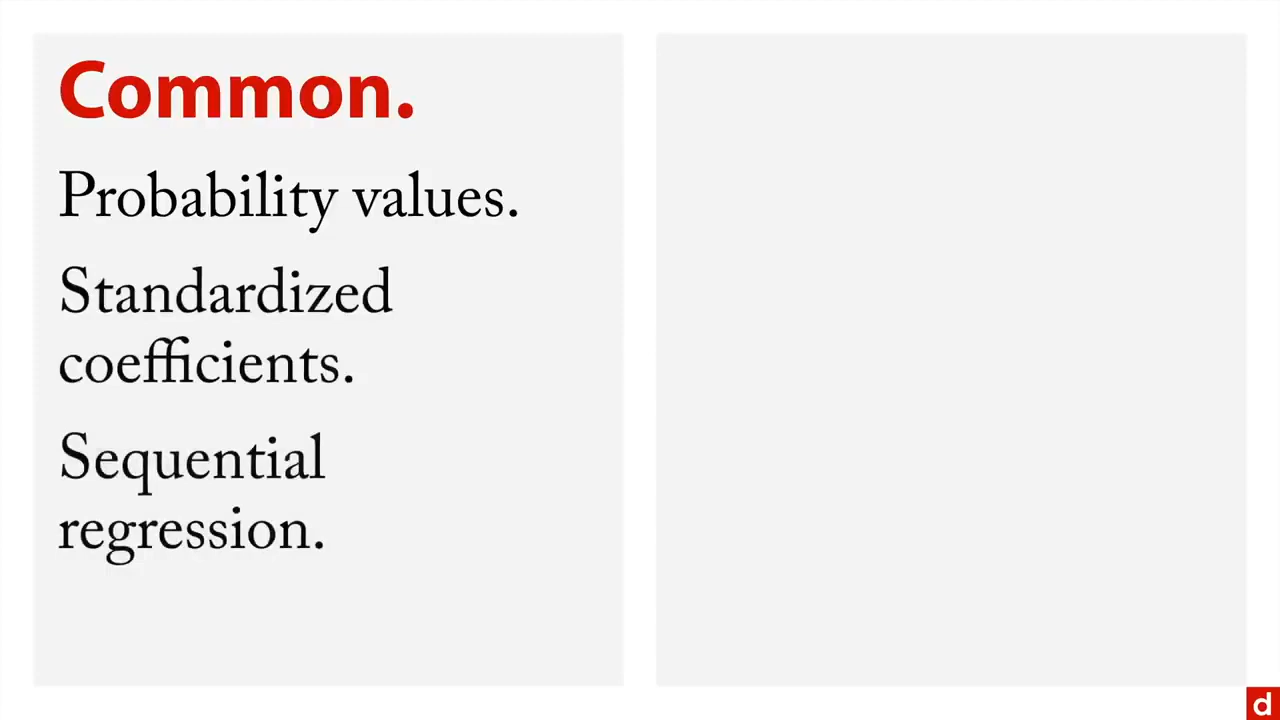 Common.
Probability values.
Standardized
coefficients.
Sequential
regression.
d